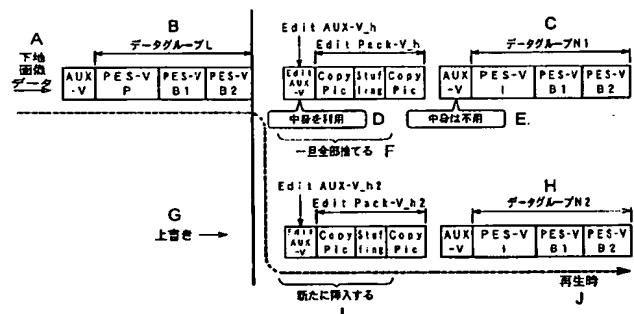 A
下地
画像
データ
B
データグループL
AUX
-V
PES-V
P
PES-V
B1
PES-V
B2
Edit AUX-V_h
Edit Pack-V_h
Edit
AUX
-V
Copy
Pic
Stuf
fing
Copy
Pic
中身を利用
D
一旦全部捨てる F
C
データグループN1
AUX
-V
PES-V
I
PES-V
B1
PES-V
B2
中身は不用
E.
G
上書き
Edit AUX-V_h2
Edit Pack-V_h2
Edit
AUX
-V
Copy
Pic
Stuf
fing
Copy
Pic
新たに挿入する
I
H
データグループN2
AUX
-V
PES-V
I
PES-V
B1
PES-V
B2
再生時
J